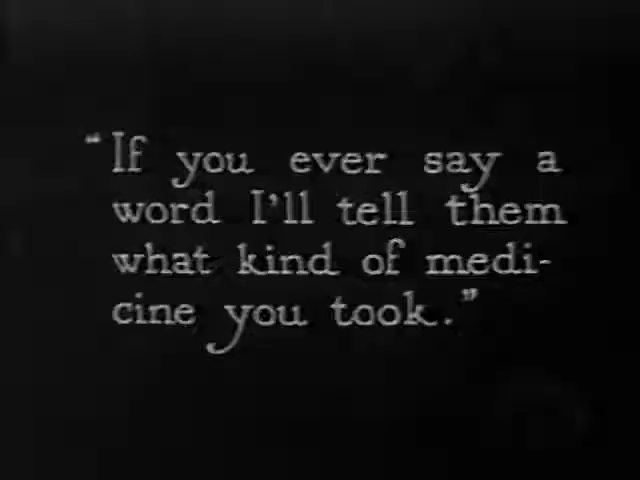 “If you ever say a
word I'll tell them
what kind of medi-
cine you took.”